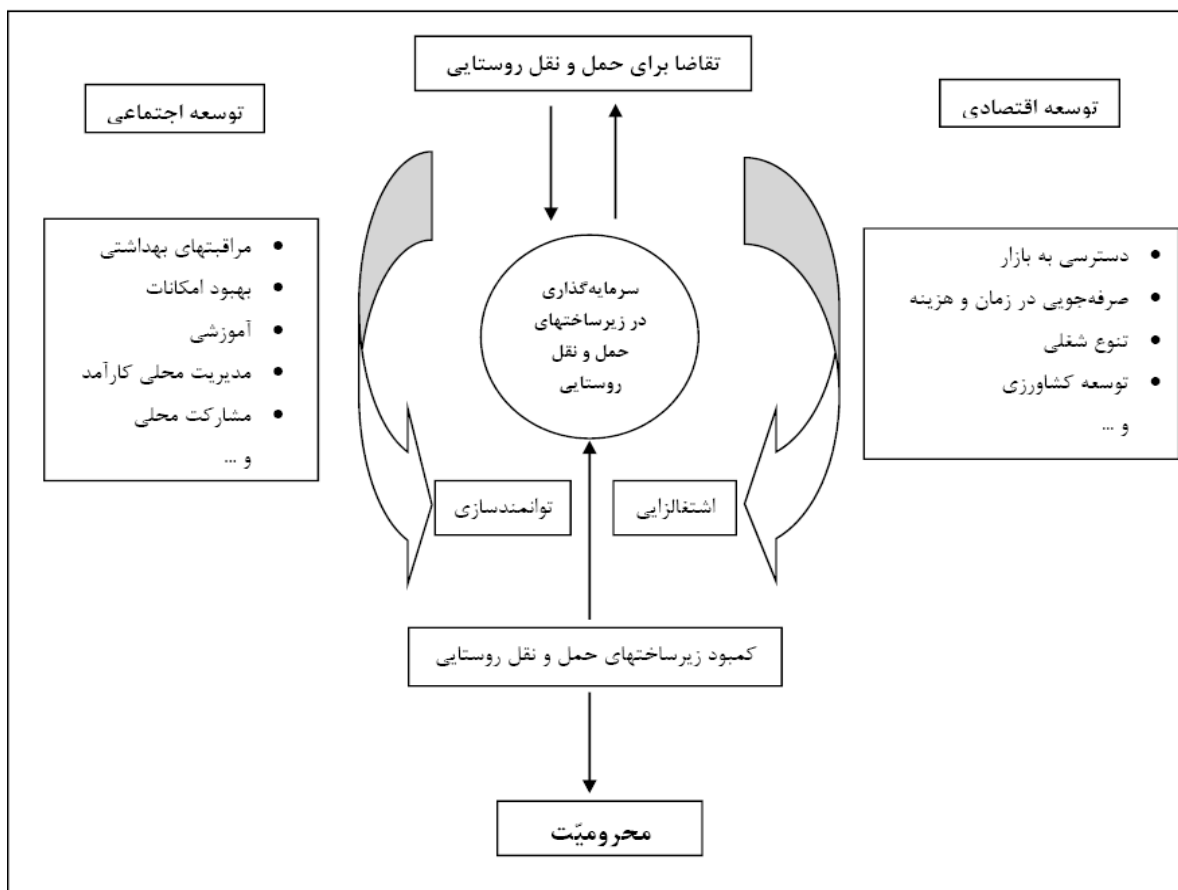 تقاضا برای حمل و نقل روستایی
توسعه اقتصادی
توسعه اجتماعی
• دسترسی به بازار
• صرفه‌جویی در زمان و هزینه
• تنوع شغلی
• توسعه کشاورزی
و ...
سرمایه‌گذاری
در زیرساختهای
حمل و نقل
روستایی
• مراقبتهای بهداشتی
• بهبود امکانات
• آموزشی
• مدیریت محلی کارآمد
• مشارکت محلی
و ...
اشتغالزایی
توانمندسازی
کمبود زیرساختهای حمل و نقل روستایی
محرومیّت